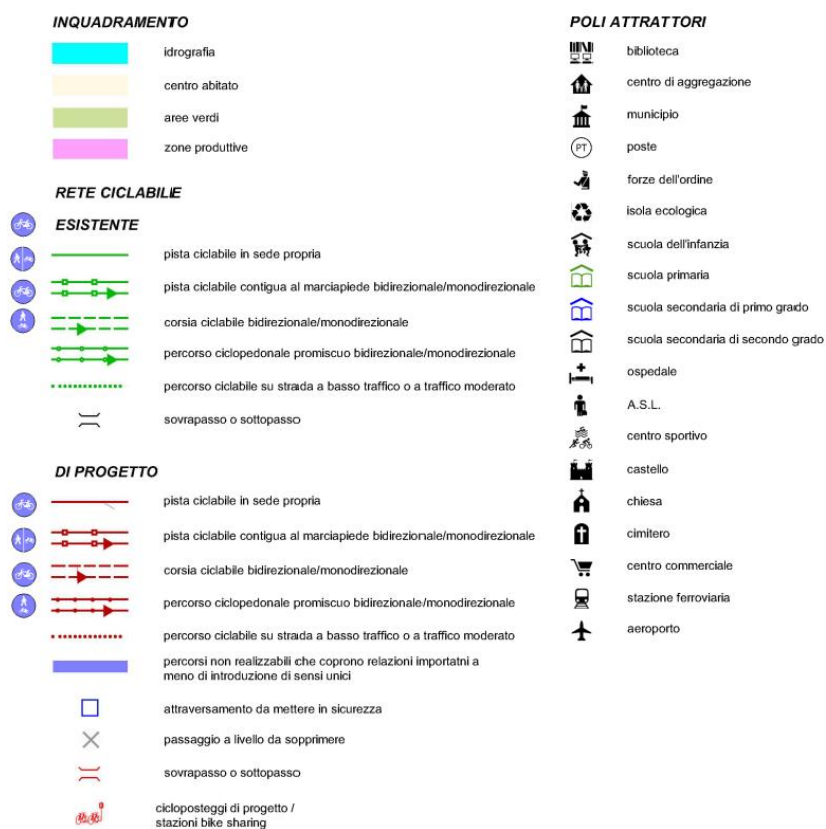 INQUADRAMENTO
idrografia
centro abitato
aree verdi
zone produttive
RETE CICLABILE
ESISTENTE
pista ciclabile in sede propria
pista ciclabile contigua al marciapiede bidirezionale/monodirezionale
corsia ciclabile bidirezionale/monodirezionale
percorso ciclopedonale promiscuo bidirezionale/monodirezionale
percorso ciclabile su strada a basso traffico o a traffico moderato
sovrapasso o sottopasso
DI PROGETTO
pista ciclabile in sede propria
pista ciclabile contigua al marciapiede bidirezionale/monodirezionale
corsia ciclabile bidirezionale/monodirezionale
percorso ciclopedonale promiscuo bidirezionale/monodirezionale
percorso ciclabile su strada a basso traffico o a traffico moderato
percorsi non realizzabili che coprono relazioni importatni a
meno di introduzione di sensi unici
attraversamento da mettere in sicurezza
passaggio a livello da sopprimere
sovrapasso o sottopasso
cicloposteggi di progetto /
stazioni bike sharing
POLI ATTRATTORI
biblioteca
centro di aggregazione
municipio
PT poste
forze dell'ordine
isola ecologica
scuola dell'infanzia
scuola primaria
scuola secondaria di primo grado
scuola secondaria di secondo grado
ospedale
A.S.L.
centro sportivo
castello
chiesa
cimitero
centro commerciale
stazione ferroviaria
aeroporto